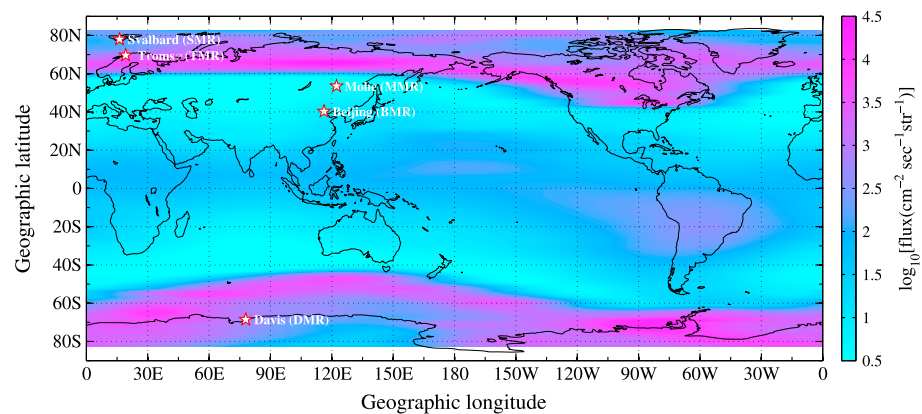 80N
60N
40N
20N
0
20S
40S
60S
80S
Geographic latitude
Svalbard (SMR)
(TMR)
Mohe (MMR)
Beijing (BMR)
Davis (DMR)
0 30E 60E 90E 120E 150E 180 150W 120W 90W 60W 30W 0
Geographic longitude
4.5
4
3.5
3
2.5
2
1.5
1
0.5
log10[flux(cm−2 sec−1str−1)]